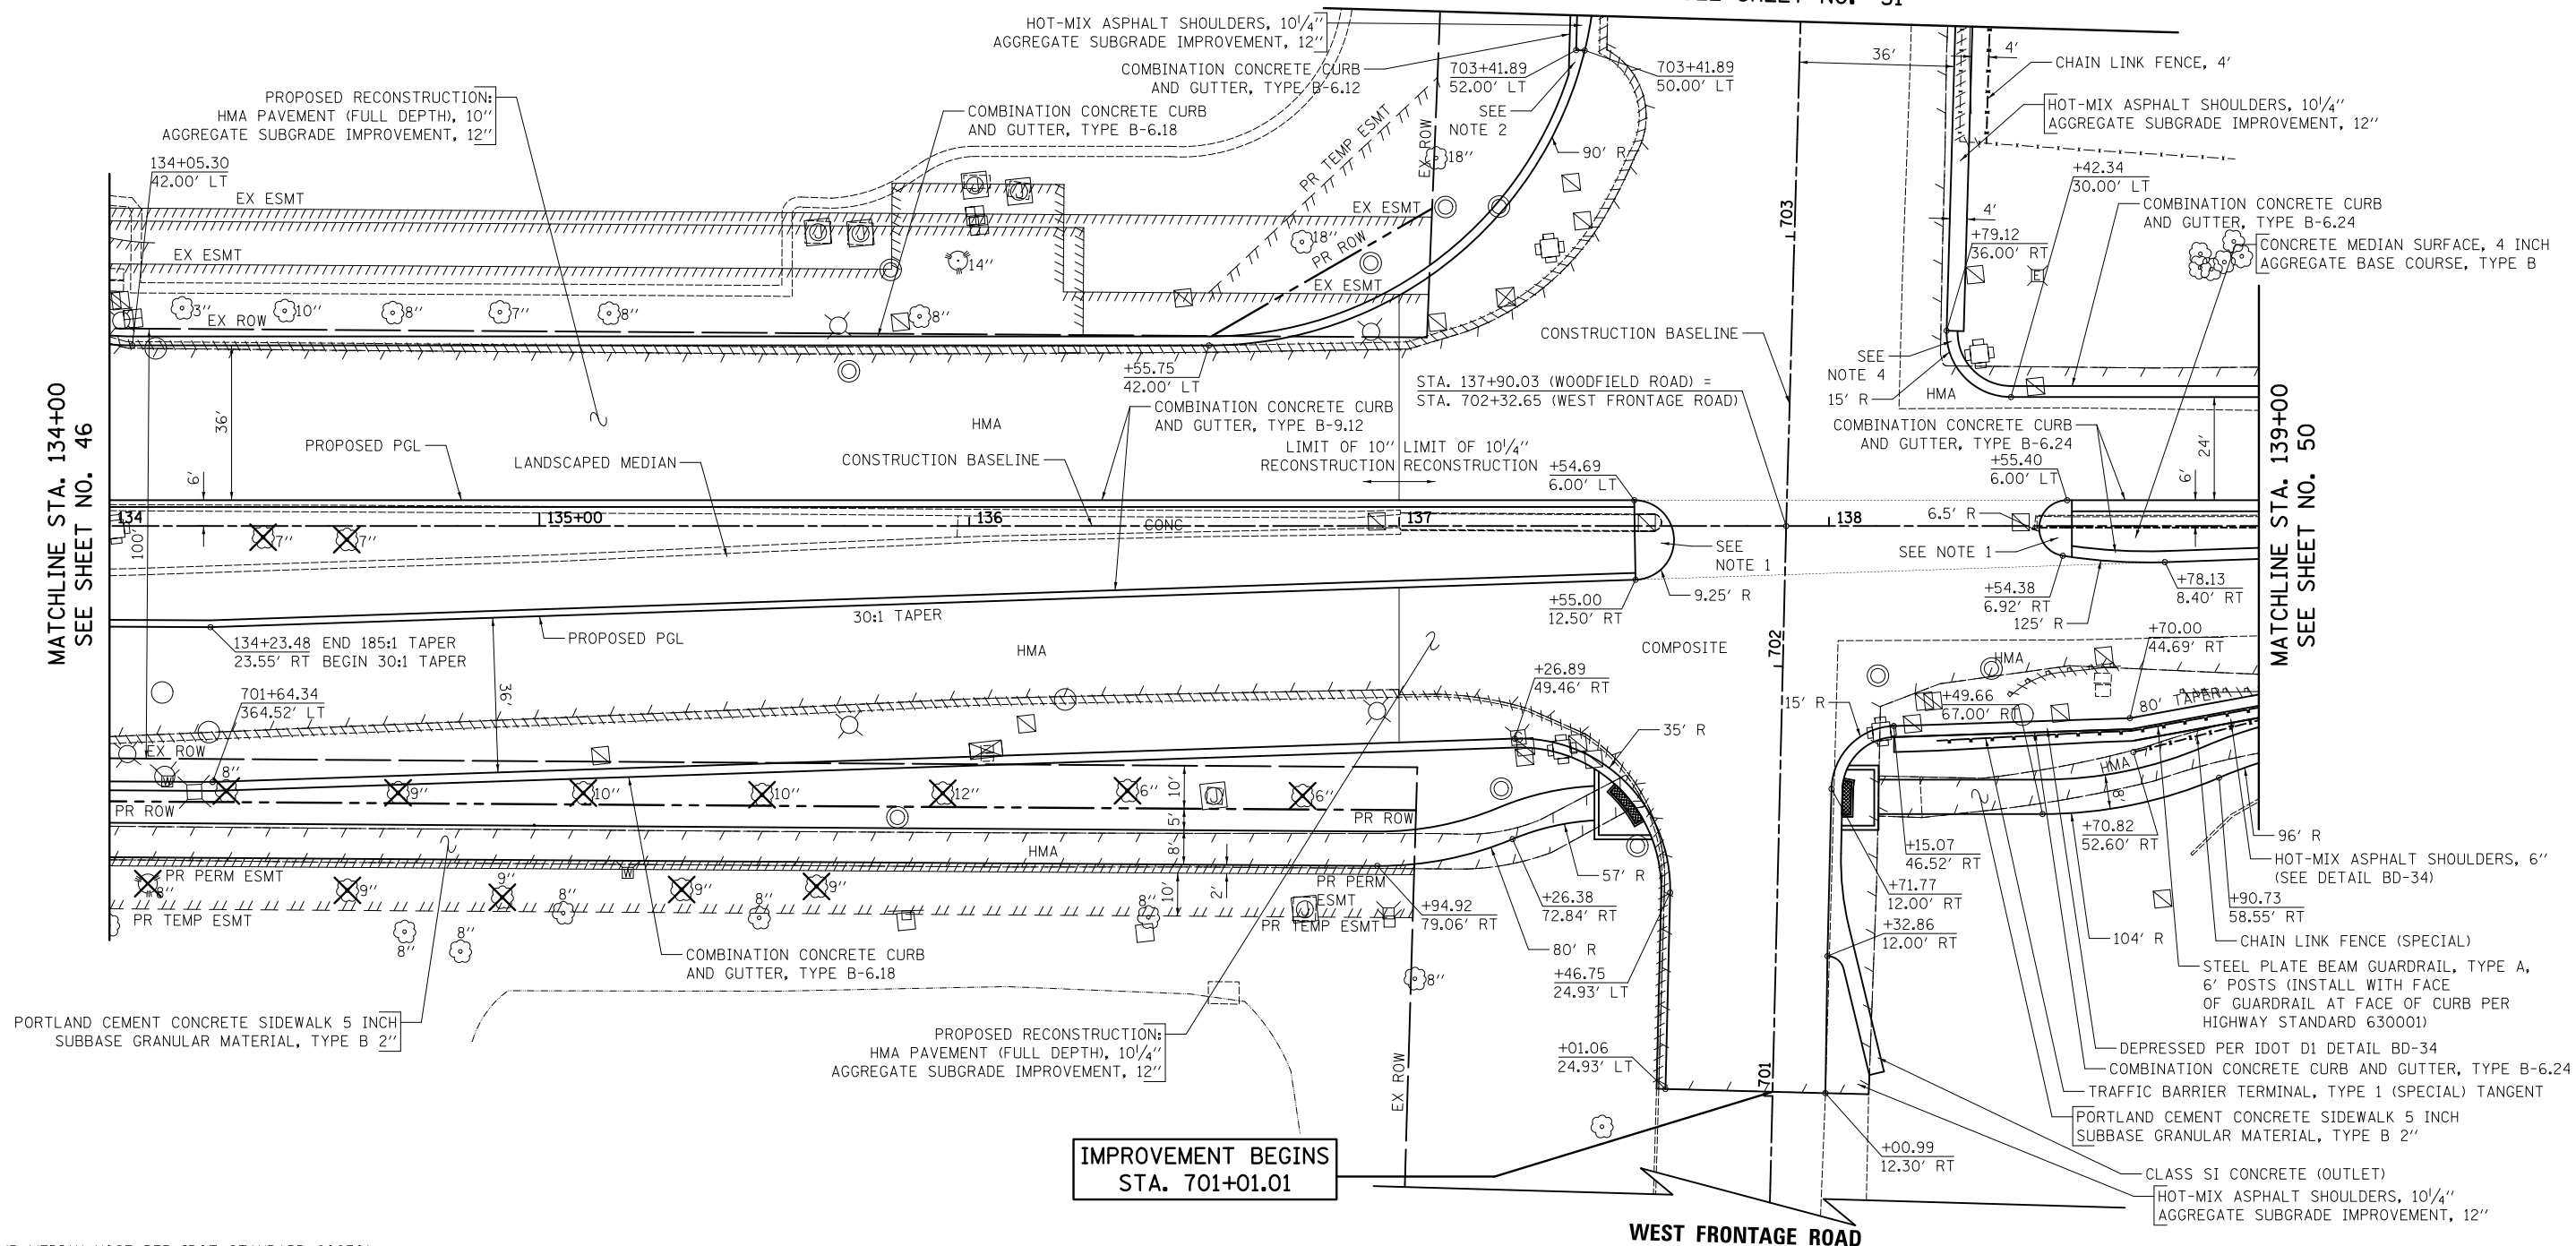 HOT-MIX ASPHALT SHOULDERS, 10¼"
AGGREGATE SUBGRADE IMPROVEMENT, 12"
COMBINATION CONCRETE CURB
AND GUTTER, TYPE B-6.12
703+41.89
52.00' LT
703+41.89
50.00' LT
SEE
NOTE 2
36'
4'
CHAIN LINK FENCE, 4'
HOT-MIX ASPHALT SHOULDERS, 10¼"
AGGREGATE SUBGRADE IMPROVEMENT, 12"
PROPOSED RECONSTRUCTION:
HMA PAVEMENT (FULL DEPTH), 10"
AGGREGATE SUBGRADE IMPROVEMENT, 12"
COMBINATION CONCRETE CURB
AND GUTTER, TYPE B-6.18
134+05.30
42.00' LT
EX ESMT
EX ESMT
PR TEMP ESMT
EX ROW
18"
90' R
EX ESMT
18"
PR ROW
EX ESMT
14"
3"
10"
8"
7"
8"
8"
EX ROW
703
+42.34
30.00' LT
COMBINATION CONCRETE CURB
AND GUTTER, TYPE B-6.24
4'
+79.12
36.00' RT
CONCRETE MEDIAN SURFACE, 4 INCH
AGGREGATE BASE COURSE, TYPE B
E
CONSTRUCTION BASELINE
SEE
NOTE 4
15' R
HMA
+55.75
42.00' LT
STA. 137+90.03 (WOODFIELD ROAD) =
STA. 702+32.65 (WEST FRONTAGE ROAD)
MATCHLINE STA. 134+00
SEE SHEET NO. 46
36'
6'
100'
PROPOSED PGL
LANDSCAPED MEDIAN
CONSTRUCTION BASELINE
HMA
COMBINATION CONCRETE CURB
AND GUTTER, TYPE B-9.12
LIMIT OF 10"
RECONSTRUCTION
LIMIT OF 10¼"
RECONSTRUCTION
+54.69
6.00' LT
COMBINATION CONCRETE CURB
AND GUTTER, TYPE B-6.24
+55.40
6.00' LT
24'
6'
MATCHLINE STA. 139+00
SEE SHEET NO. 50
134
135+00
136
CONC
137
138
6.5' R
7"
7"
SEE
NOTE 1
SEE NOTE 1
+54.38
6.92' RT
+78.13
8.40' RT
125' R
9.25' R
+55.00
12.50' RT
30:1 TAPER
PROPOSED PGL
134+23.48 END 185:1 TAPER
23.55' RT BEGIN 30:1 TAPER
HMA
COMPOSITE
702
+70.00
44.69' RT
HMA
701+64.34
364.52' LT
36'
+26.89
49.46' RT
15' R
+49.66
67.00' RT
80' TAPER
EX ROW
35' R
W
8"
9"
10"
10"
12"
6"
6"
10'
5'
8'
PR ROW
PR ROW
HMA
HMA
8'
PR PERM ESMT
8"
9"
9"
8"
W
9"
8"
9"
10'
2'
8"
PR PERM
ESMT
PR TEMP ESMT
PR TEMP ESMT
8"
8"
8"
+94.92
79.06' RT
+26.38
72.84' RT
57' R
80' R
+46.75
24.93' LT
+15.07
46.52' RT
+70.82
52.60' RT
+71.77
12.00' RT
+32.86
12.00' RT
96' R
HOT-MIX ASPHALT SHOULDERS, 6"
(SEE DETAIL BD-34)
+90.73
58.55' RT
104' R
CHAIN LINK FENCE (SPECIAL)
STEEL PLATE BEAM GUARDRAIL, TYPE A,
6' POSTS (INSTALL WITH FACE
OF GUARDRAIL AT FACE OF CURB PER
HIGHWAY STANDARD 630001)
COMBINATION CONCRETE CURB
AND GUTTER, TYPE B-6.18
PORTLAND CEMENT CONCRETE SIDEWALK 5 INCH
SUBBASE GRANULAR MATERIAL, TYPE B 2"
PROPOSED RECONSTRUCTION:
HMA PAVEMENT (FULL DEPTH), 10¼"
AGGREGATE SUBGRADE IMPROVEMENT, 12"
EX ROW
+01.06
24.93' LT
701
DEPRESSED PER IDOT D1 DETAIL BD-34
COMBINATION CONCRETE CURB AND GUTTER, TYPE B-6.24
TRAFFIC BARRIER TERMINAL, TYPE 1 (SPECIAL) TANGENT
PORTLAND CEMENT CONCRETE SIDEWALK 5 INCH
SUBBASE GRANULAR MATERIAL, TYPE B 2"
+00.99
12.30' RT
CLASS SI CONCRETE (OUTLET)
HOT-MIX ASPHALT SHOULDERS, 10¼"
AGGREGATE SUBGRADE IMPROVEMENT, 12"
IMPROVEMENT BEGINS
STA. 701+01.01
WEST FRONTAGE ROAD